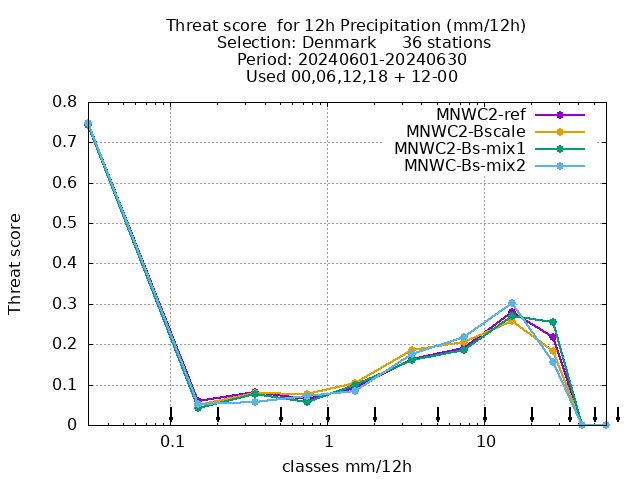 Threat score  for 12h Precipitation (mm/12h)
Selection: Denmark     36 stations
Period: 20240601-20240630
Used 00,06,12,18 + 12-00
MNWC2-ref
MNWC2-Bscale
MNWC2-Bs-mix1
MNWC-Bs-mix2
0.8
0.7
0.6
0.5
0.4
0.3
0.2
0.1
0
Threat score
0.1 1 10
classes mm/12h